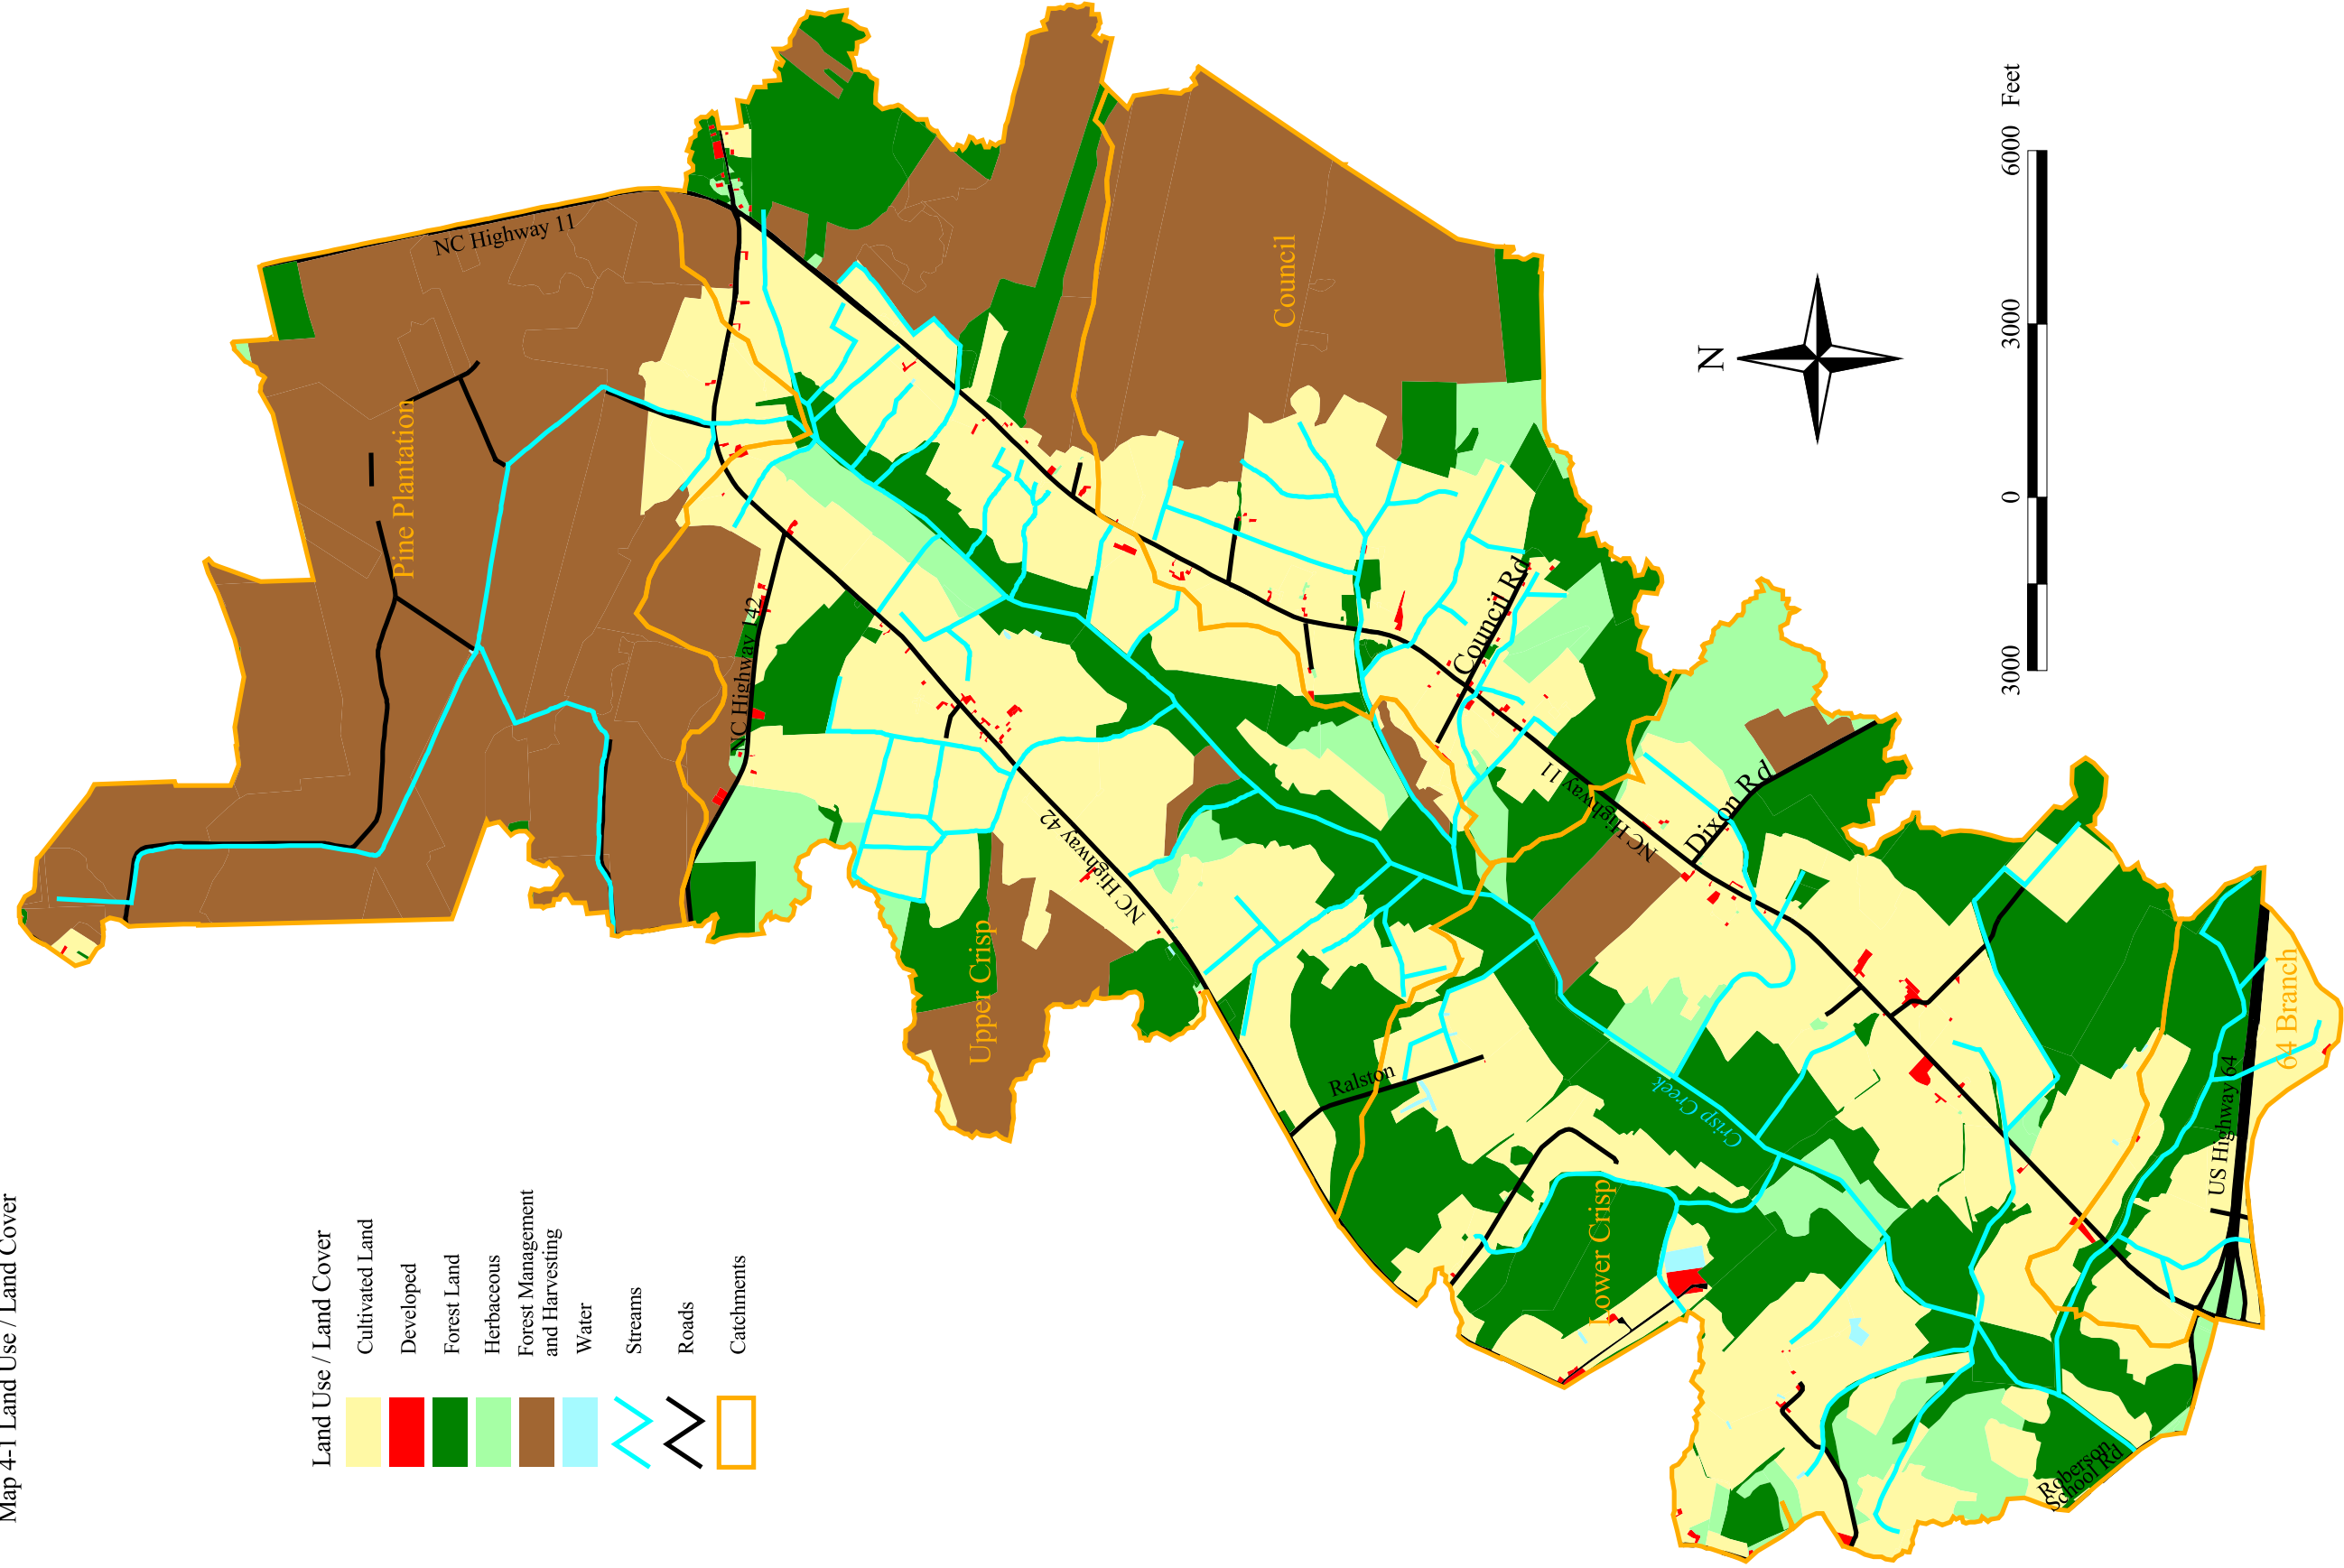 Map 4-1 Land Use / Land Cover
Land Use / Land Cover
Cultivated Land
Developed
Forest Land
Herbaceous
Forest Management
and Harvesting
Water
Streams
Roads
Catchments
NC Highway 11
Pine Plantation
NC Highway 142
Council
Council Rd
NC Highway 11
NC Highway 42
Upper Crisp
Dixon Rd
Ralston
Crisp Creek
Lower Crisp
64 Branch
US Highway 64
Roberson
School Rd
N
3000
0
3000
6000
Feet